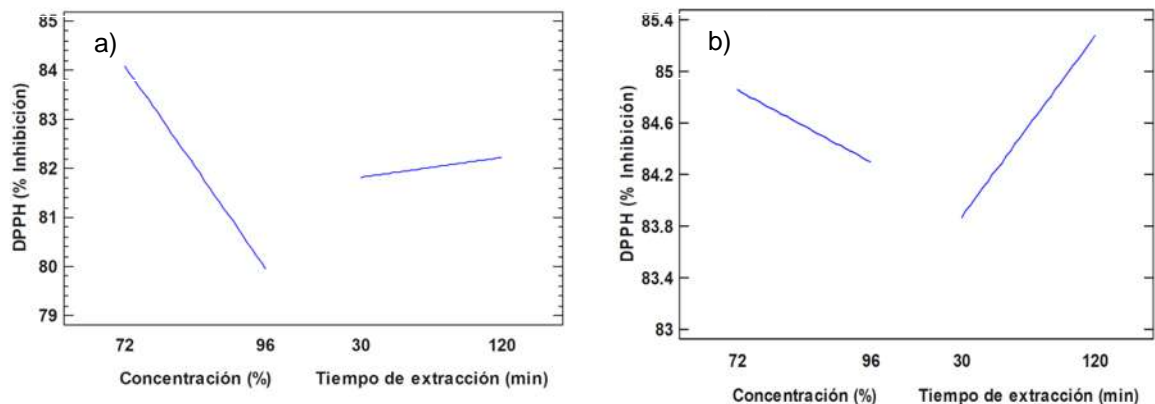 a)
DPPH (% Inhibición)
85
84
83
82
81
80
79
72 96 30 120
Concentración (%) Tiempo de extracción (min)
b)
DPPH (% Inhibición)
85.4
85
84.6
84.2
83.8
83.4
83
72 96 30 120
Concentración (%) Tiempo de extracción (min)